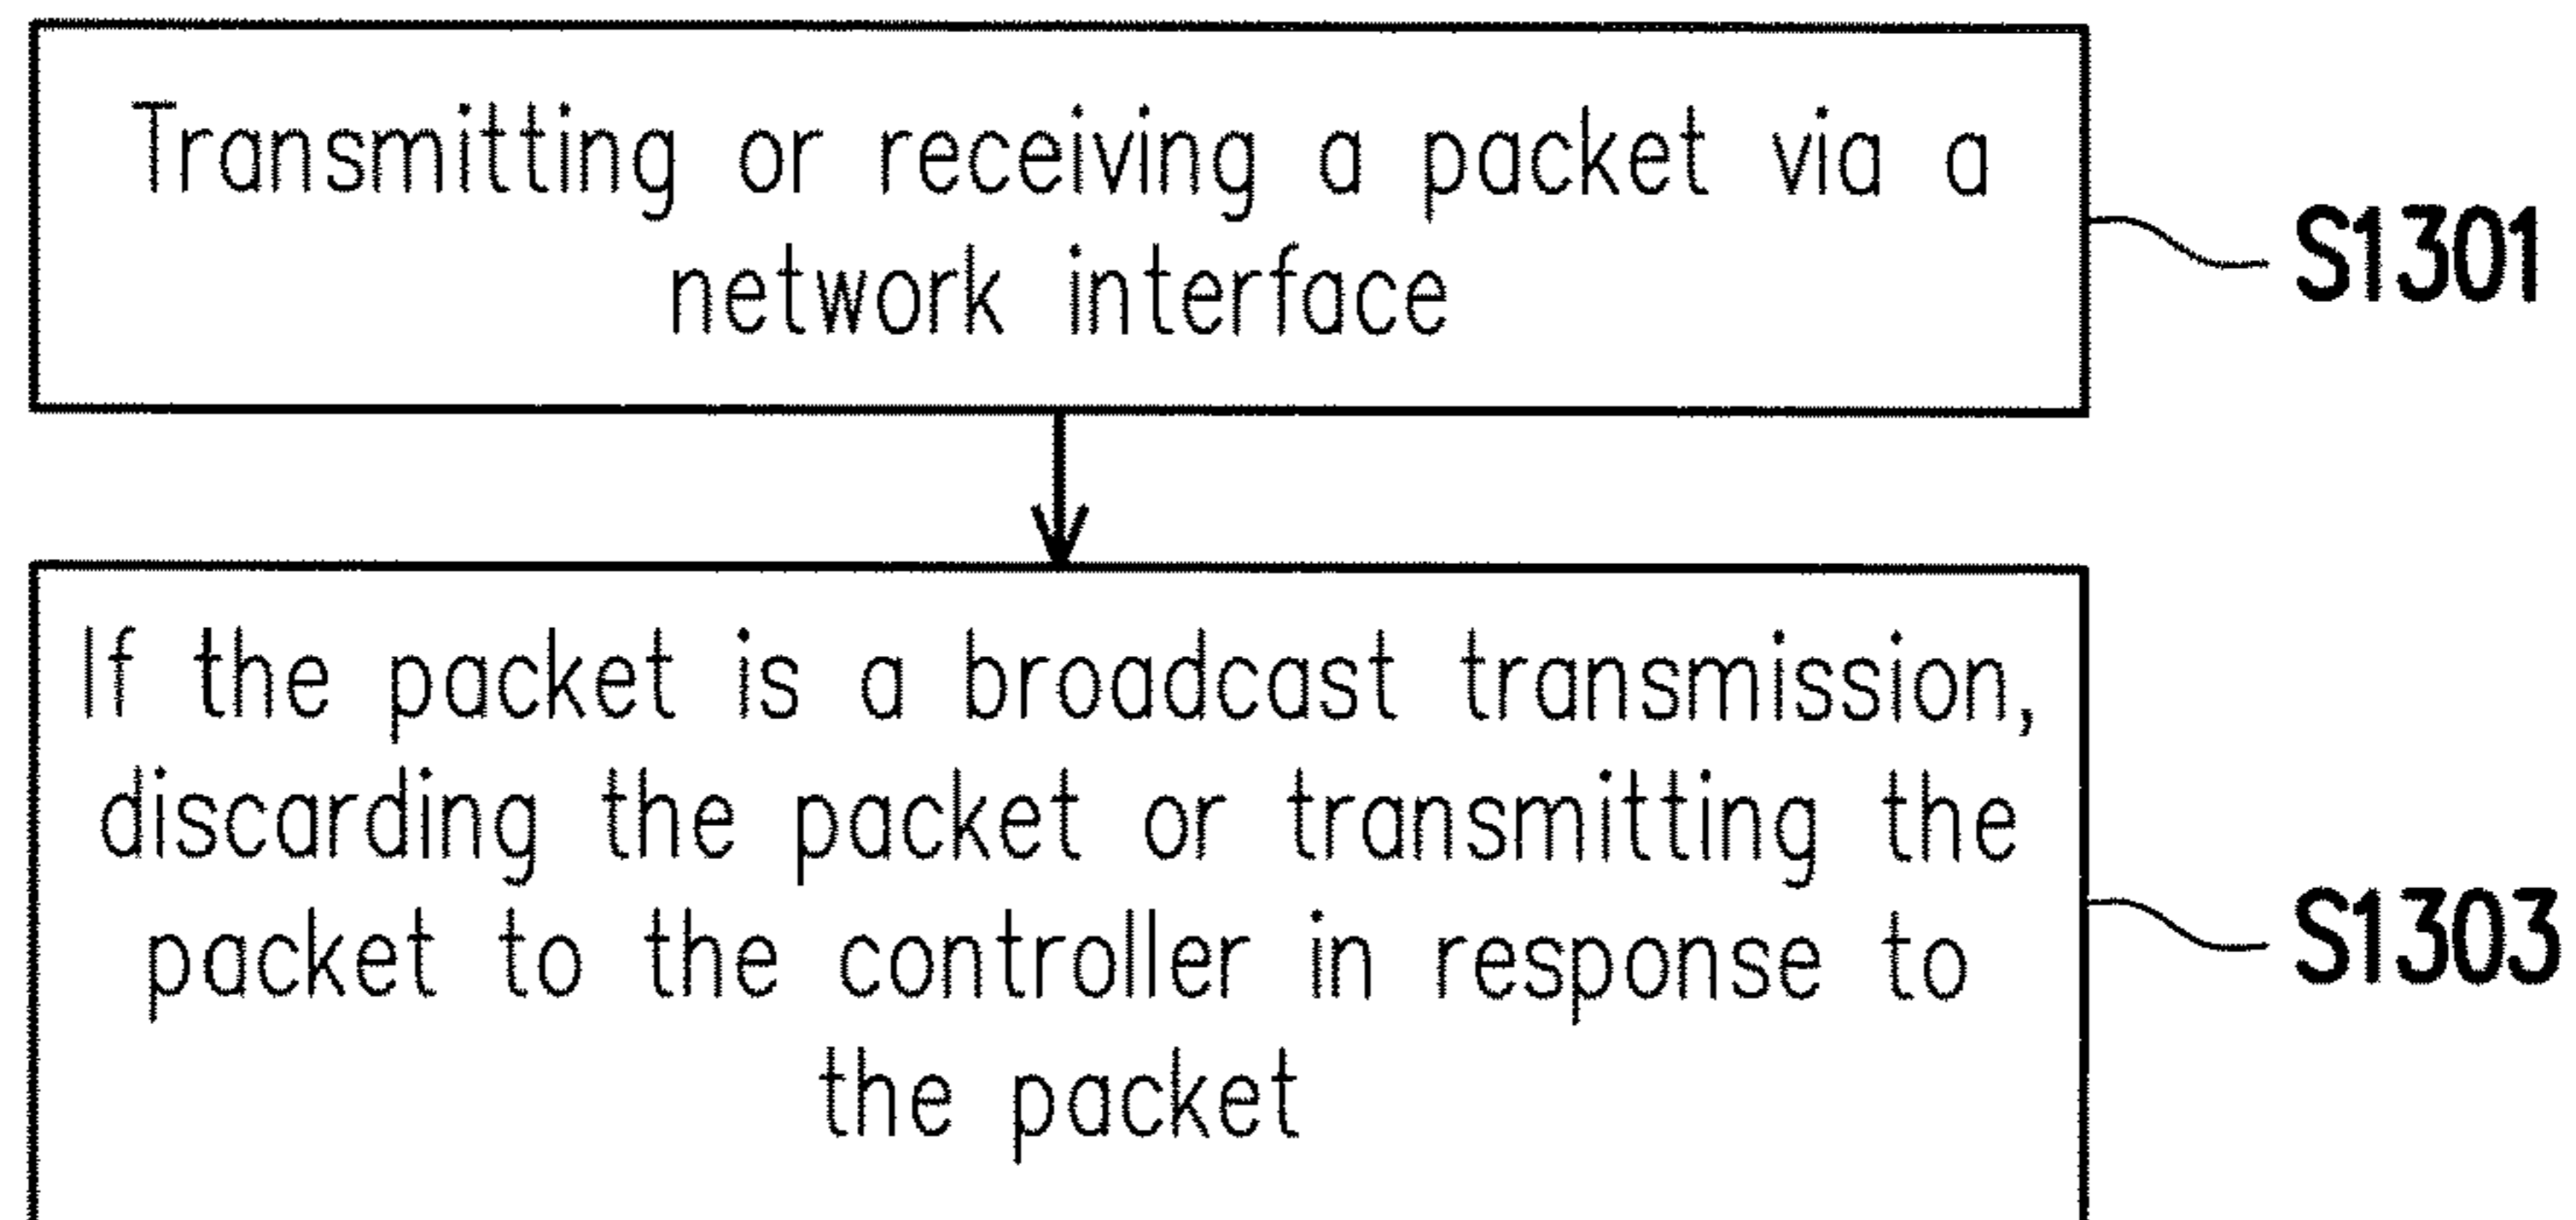 Transmitting or receiving a packet via a
network interface
S1301
If the packet is a broadcast transmission,
discarding the packet or transmitting the
packet to the controller in response to
the packet
S1303